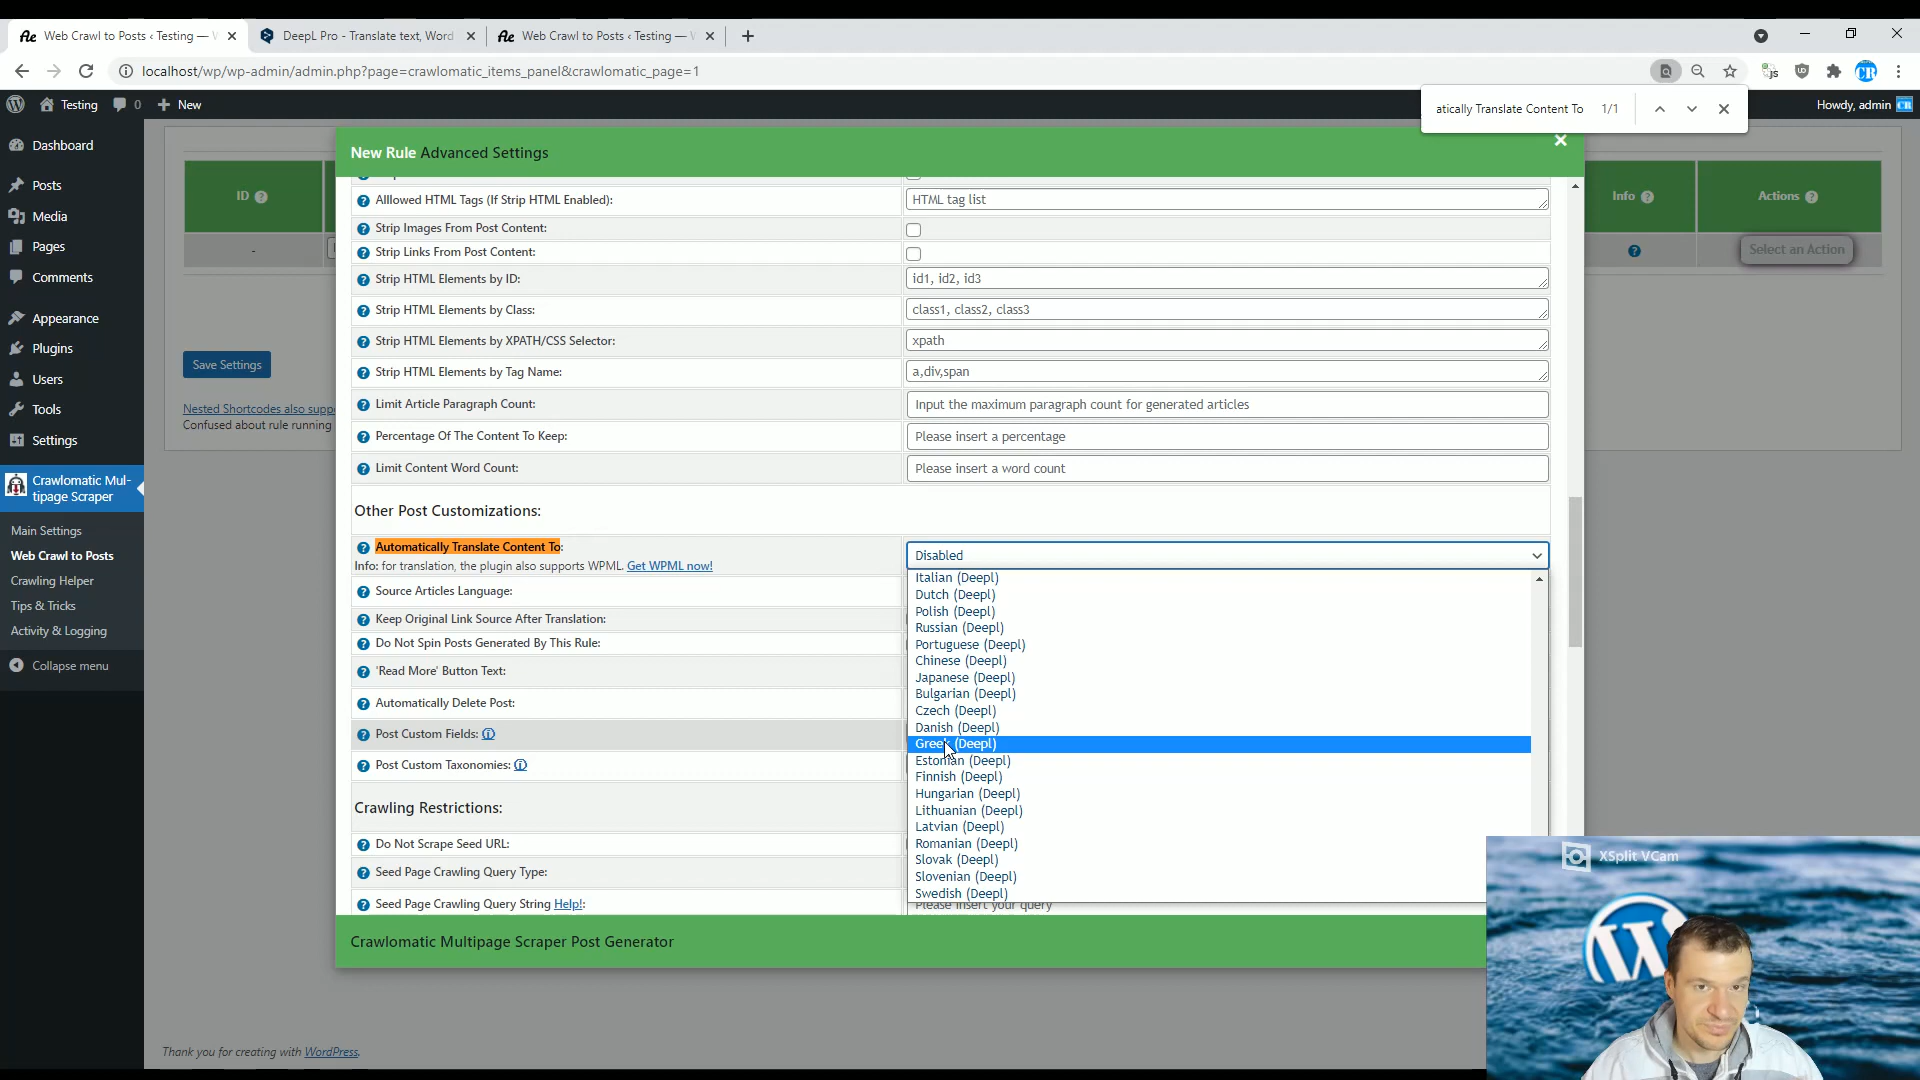 Web Crawl to Posts ‹ Testing — W
DeepL Pro - Translate text, Word
Web Crawl to Posts ‹ Testing — W
localhost/wp/wp-admin/admin.php?page=crawlomatic_items_panel&crawlomatic_page=1
Testing
0
New
atically Translate Content To 1/1
Howdy, admin
Dashboard
Posts
Media
Pages
Comments
Appearance
Plugins
Users
Tools
Settings
Crawlomatic Mul-
tipage Scraper
Main Settings
Web Crawl to Posts
Crawling Helper
Tips & Tricks
Activity & Logging
Collapse menu
ID
-
Save Settings
Nested Shortcodes also supp
Confused about rule running
Info
Actions
Select an Action
New Rule Advanced Settings
Alllowed HTML Tags (If Strip HTML Enabled):
HTML tag list
Strip Images From Post Content:
Strip Links From Post Content:
Strip HTML Elements by ID:
id1, id2, id3
Strip HTML Elements by Class:
class1, class2, class3
Strip HTML Elements by XPATH/CSS Selector:
xpath
Strip HTML Elements by Tag Name:
a,div,span
Limit Article Paragraph Count:
Input the maximum paragraph count for generated articles
Percentage Of The Content To Keep:
Please insert a percentage
Limit Content Word Count:
Please insert a word count
Other Post Customizations:
Automatically Translate Content To:
Info: for translation, the plugin also supports WPML. Get WPML now!
Disabled
Source Articles Language:
Keep Original Link Source After Translation:
Do Not Spin Posts Generated By This Rule:
'Read More' Button Text:
Automatically Delete Post:
Post Custom Fields:
Post Custom Taxonomies:
Crawling Restrictions:
Do Not Scrape Seed URL:
Seed Page Crawling Query Type:
Seed Page Crawling Query String Help!:
Italian (Deepl)
Dutch (Deepl)
Polish (Deepl)
Russian (Deepl)
Portuguese (Deepl)
Chinese (Deepl)
Japanese (Deepl)
Bulgarian (Deepl)
Czech (Deepl)
Danish (Deepl)
Greek (Deepl)
Estonian (Deepl)
Finnish (Deepl)
Hungarian (Deepl)
Lithuanian (Deepl)
Latvian (Deepl)
Romanian (Deepl)
Slovak (Deepl)
Slovenian (Deepl)
Swedish (Deepl)
Please insert your query
Crawlomatic Multipage Scraper Post Generator
XSplit VCam
Thank you for creating with WordPress.